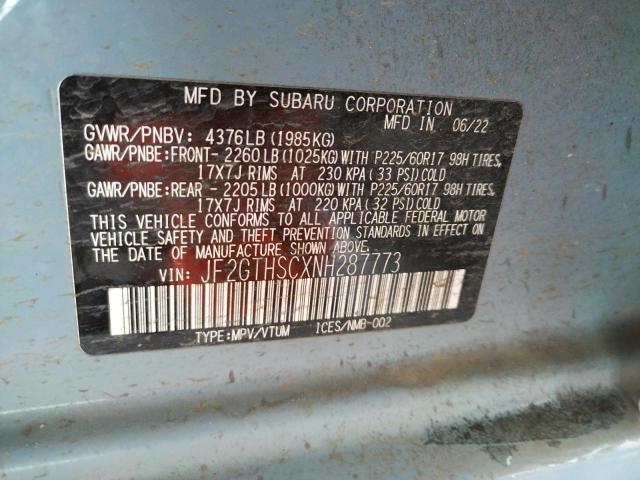 MFD BY SUBARU CORPORATION
MFD IN 06/22
GVWR/PNBV: 4376LB (1985KG)
GAWR/PNBE:FRONT- 2260 LB (1025KG) WITH P225/60R17 98H TIRES,
17X7J RIMS AT 230 KPA ( 33 PSI) COLD
GAWR/PNBE:REAR - 2205 LB (1000KG) WITH P225/60R17 98H TIRES,
17X7J RIMS AT 220 KPA ( 32 PSI) COLD
THIS VEHICLE CONFORMS TO ALL APPLICABLE FEDERAL MOTOR
VEHICLE SAFETY AND THEFT PREVENTION STANDARDS IN EFFECT ON
THE DATE OF MANUFACTURE SHOWN ABOVE.
VIN: JF2GTHSCXNH287773
TYPE:MPV/VTUM ICES/NMB-002